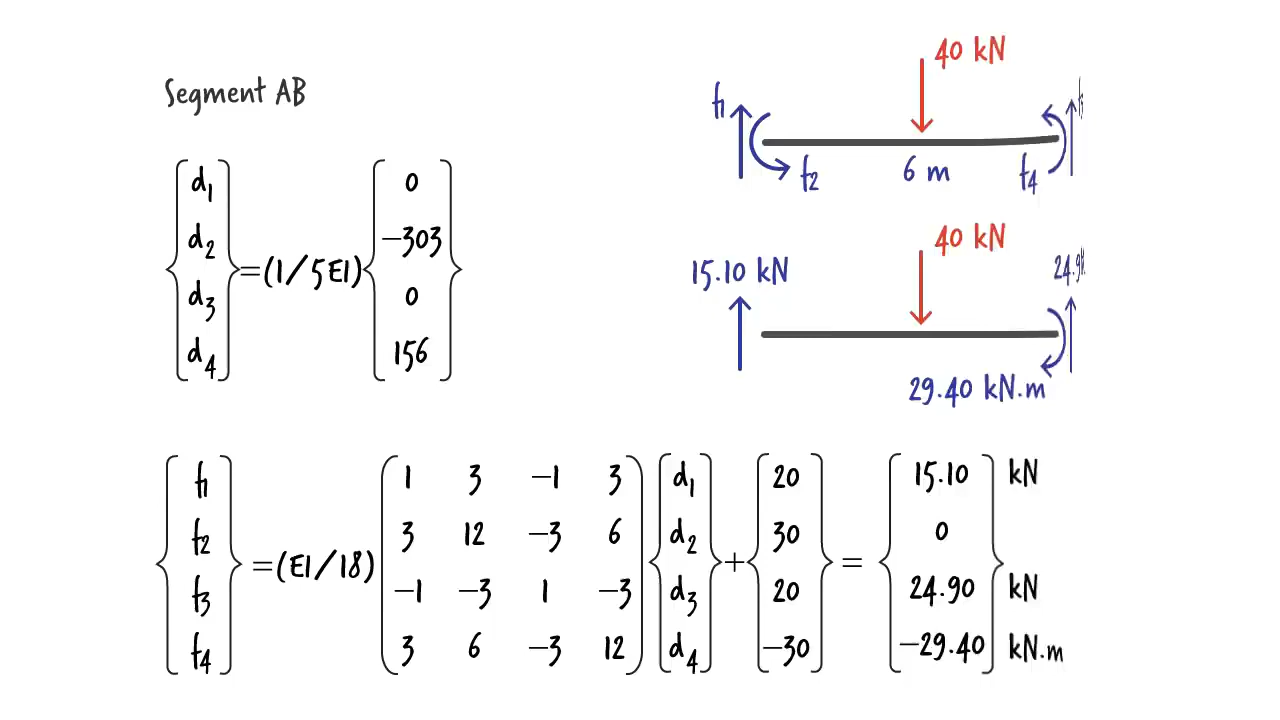 Segment AB
d1
d2
d3
d4
=(1/5EI)
0
−303
0
156
40 kN
f1
f2
6 m
f4
40 kN
15.10 kN
29.40 kN.m
f1
f2
f3
f4
=(EI/18)
1 3 −1 3
3 12 −3 6
−1 −3 1 −3
3 6 −3 12
d1
d2
d3
d4
+
20
30
20
−30
=
15.10 kN
0
24.90 kN
−29.40 kN.m